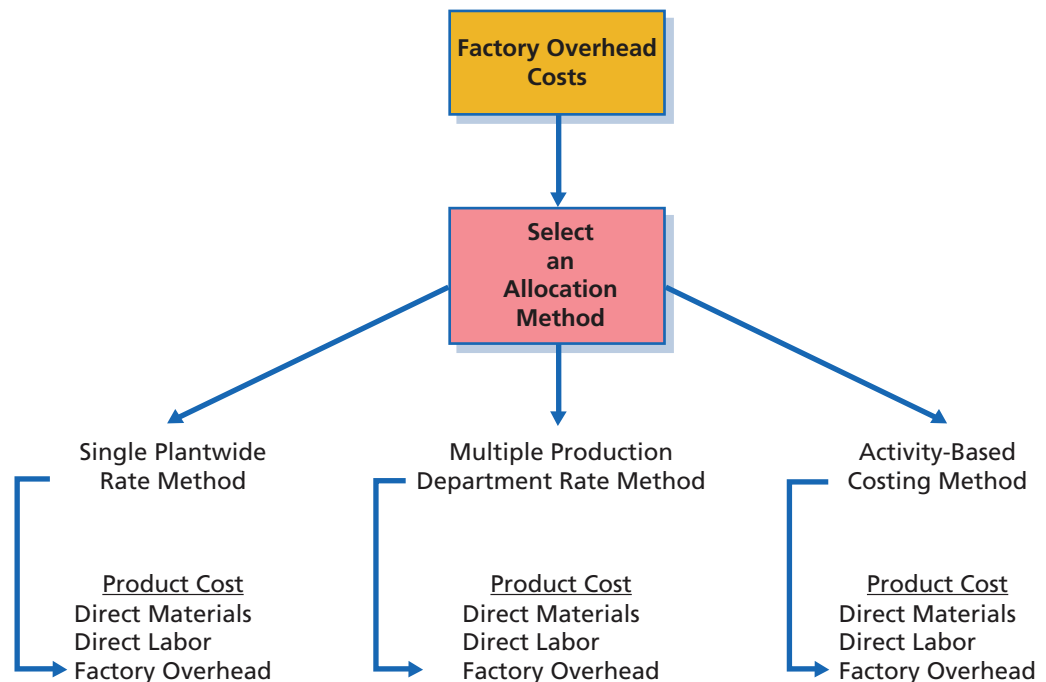 Factory Overhead
Costs
Select
an
Allocation
Method
Single Plantwide
Rate Method
Product Cost
Direct Materials
Direct Labor
Factory Overhead
Multiple Production
Department Rate Method
Product Cost
Direct Materials
Direct Labor
Factory Overhead
Activity-Based
Costing Method
Product Cost
Direct Materials
Direct Labor
Factory Overhead